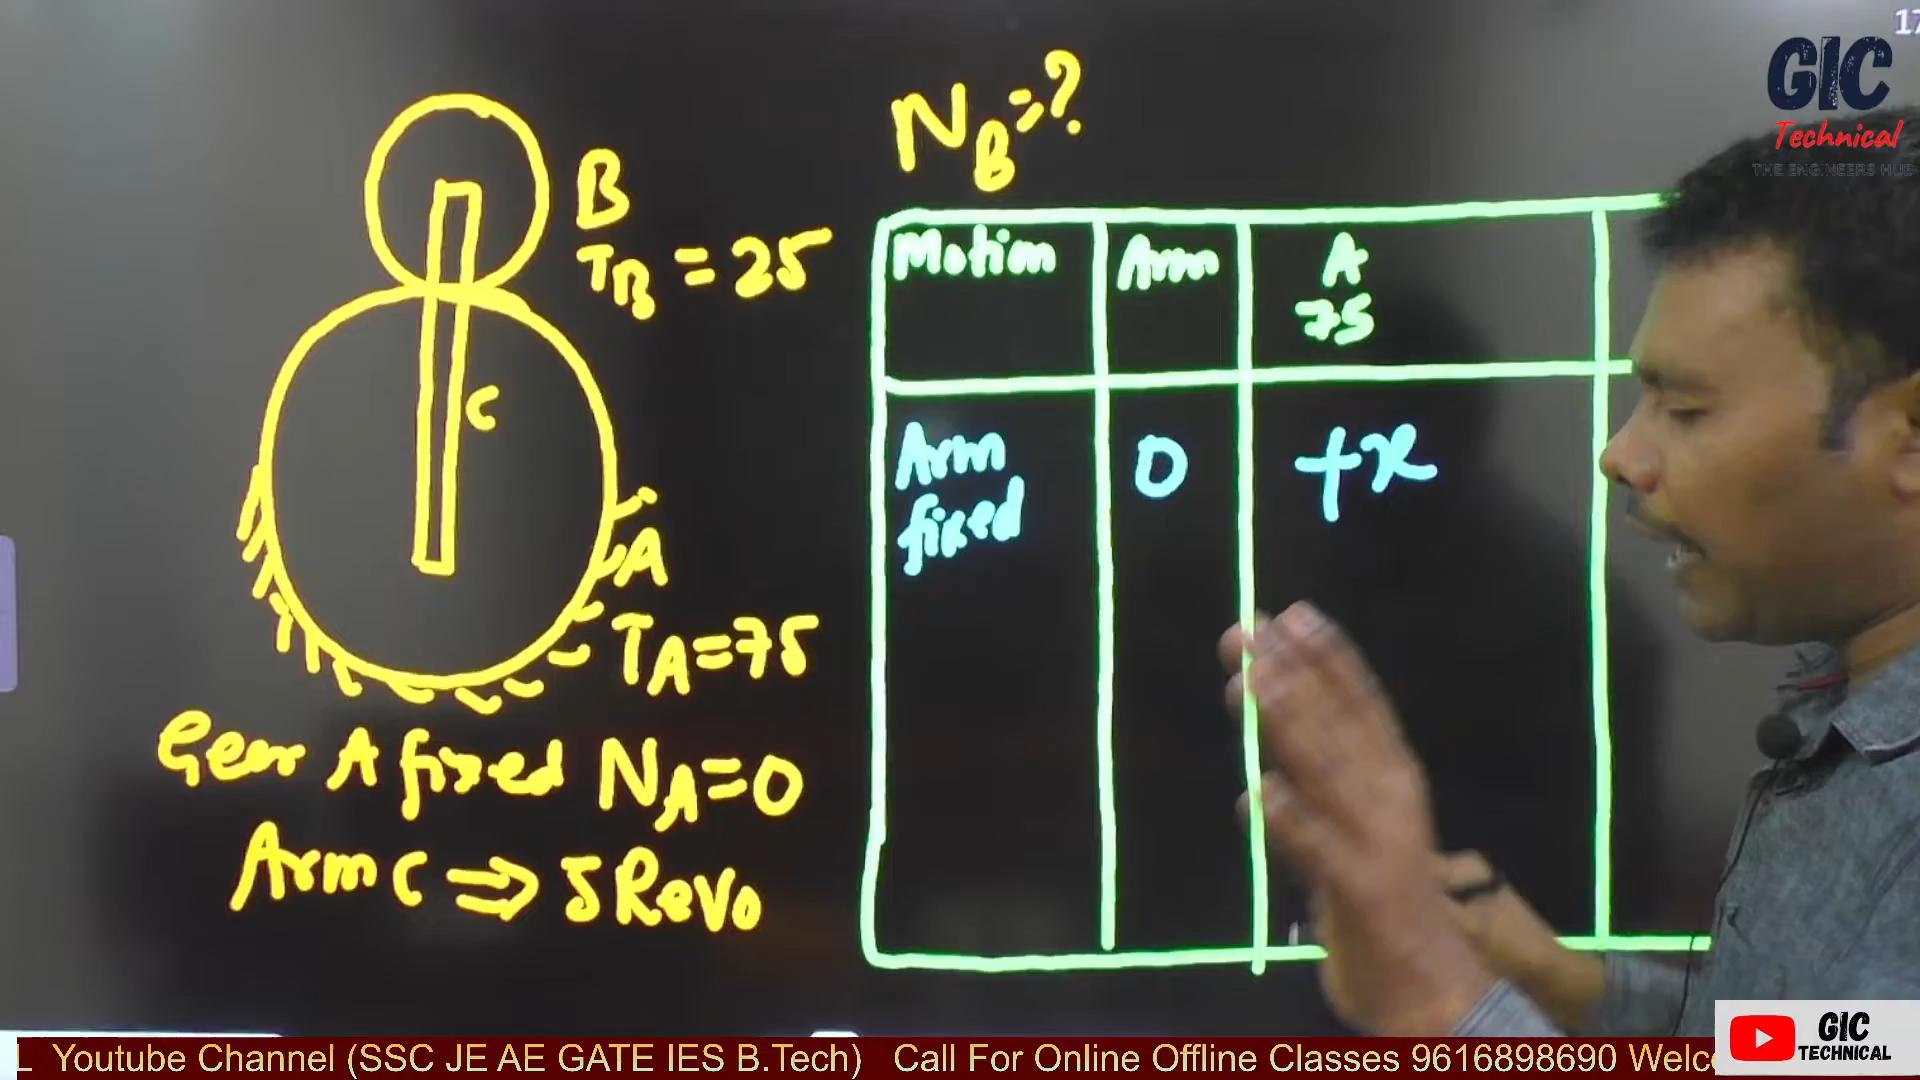 17
GIC
Technical
THE ENGINEERS HUB
N_B=?
B
T_B = 25
C
A
T_A=75
Gear A fixed N_A=0
Arm C ⇒ 5 Revo
Motion Arm A
75
Arm
fixed 0 +x
L Youtube Channel (SSC JE AE GATE IES B.Tech) Call For Online Offline Classes 9616898690
GIC
TECHNICAL